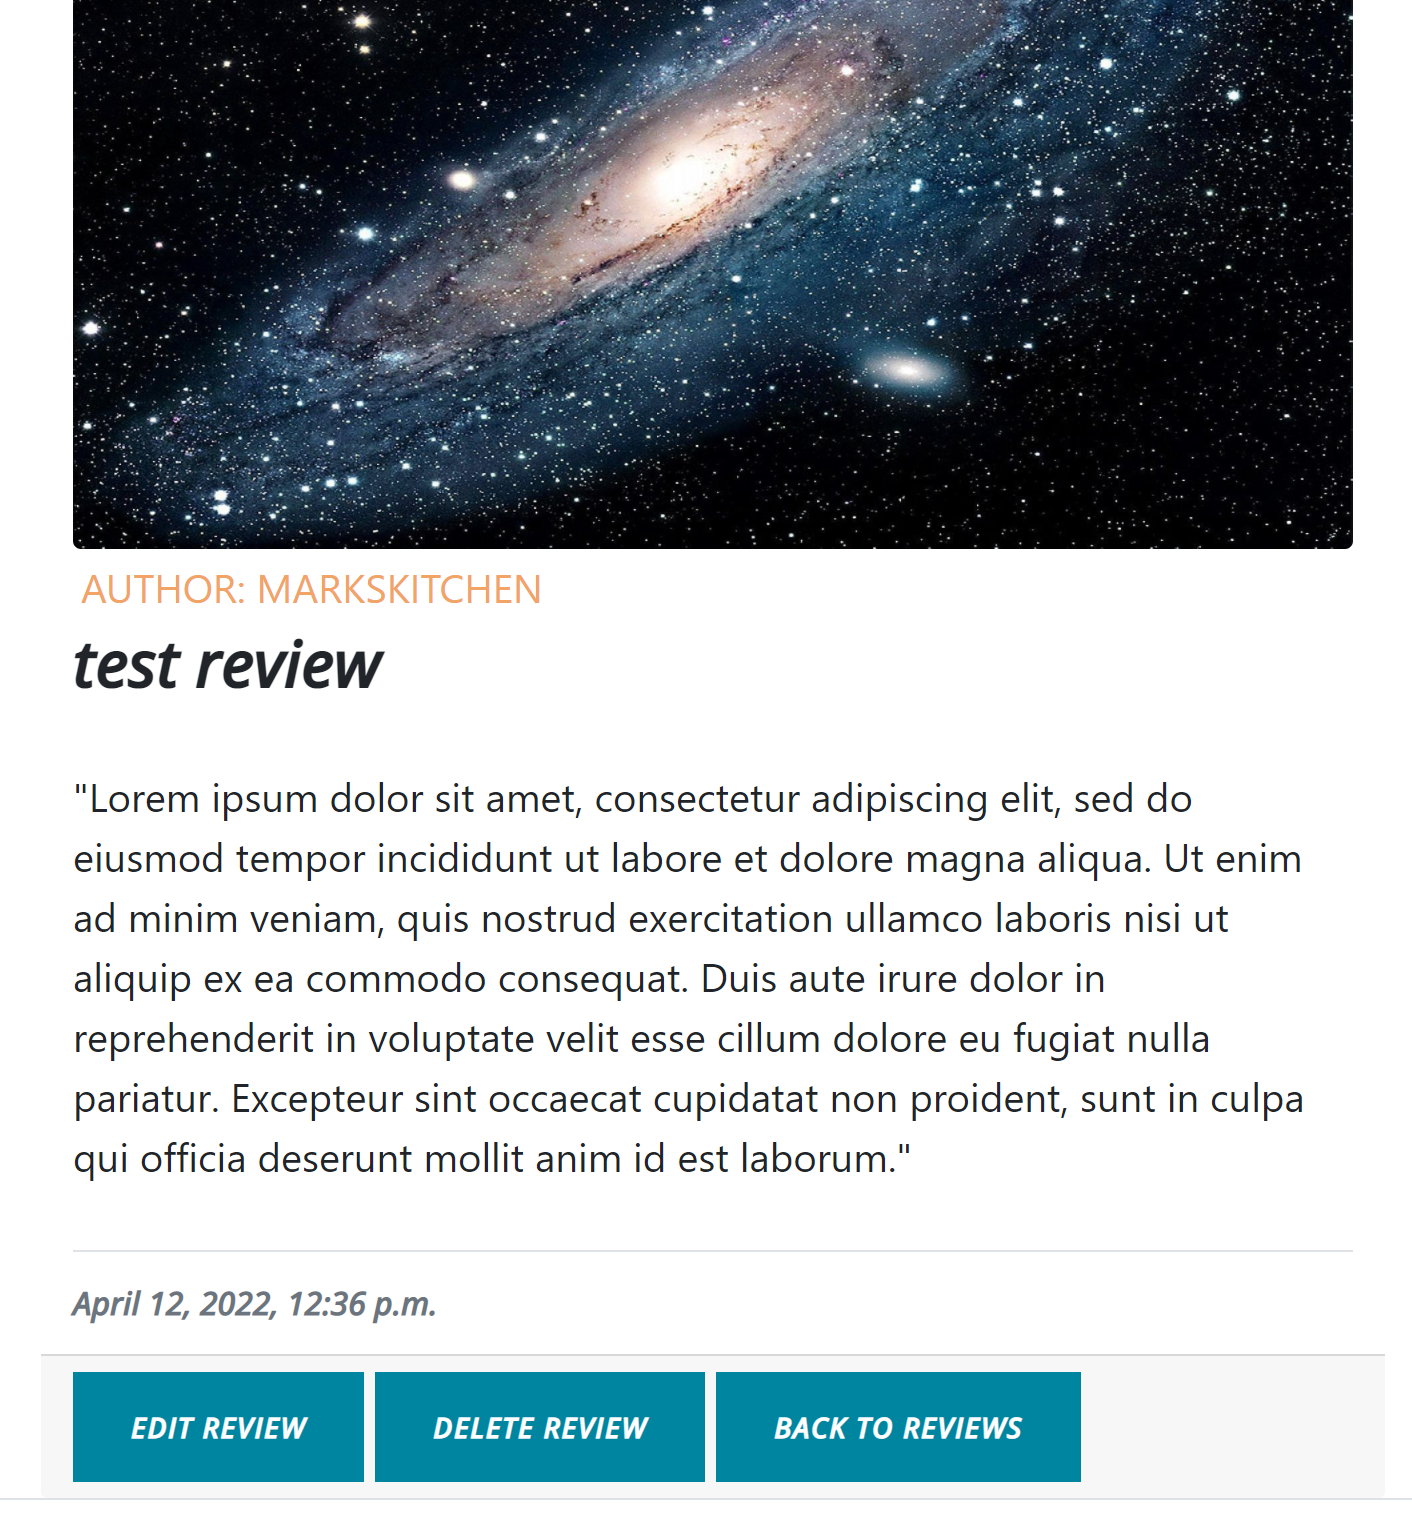 AUTHOR: MARKSKITCHEN
test review
"Lorem ipsum dolor sit amet, consectetur adipiscing elit, sed do
eiusmod tempor incididunt ut labore et dolore magna aliqua. Ut enim
ad minim veniam, quis nostrud exercitation ullamco laboris nisi ut
aliquip ex ea commodo consequat. Duis aute irure dolor in
reprehenderit in voluptate velit esse cillum dolore eu fugiat nulla
pariatur. Excepteur sint occaecat cupidatat non proident, sunt in culpa
qui officia deserunt mollit anim id est laborum."
April 12, 2022, 12:36 p.m.
EDIT REVIEW DELETE REVIEW BACK TO REVIEWS